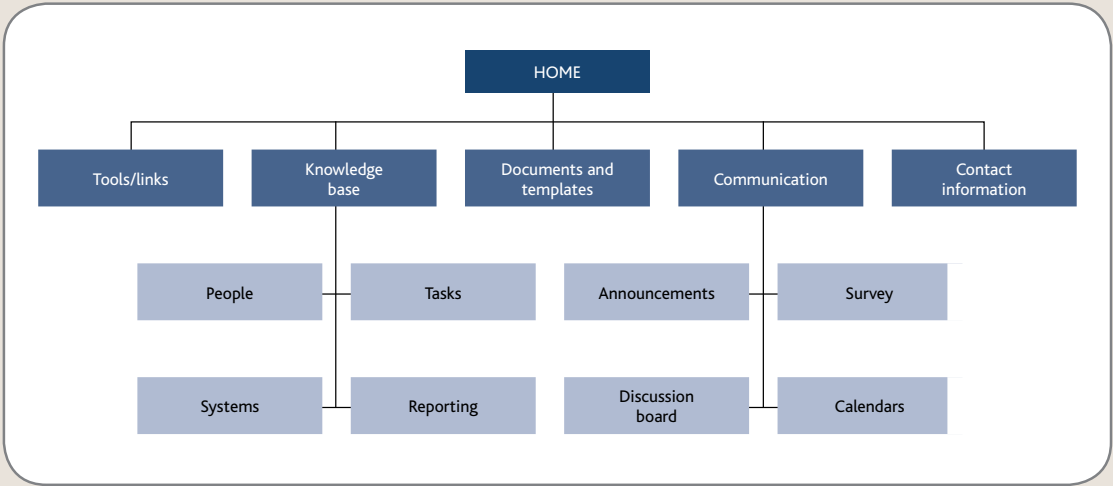 HOME
Tools/links
Knowledge
base
Documents and
templates
Communication
Contact
information
People
Tasks
Announcements
Survey
Systems
Reporting
Discussion
board
Calendars